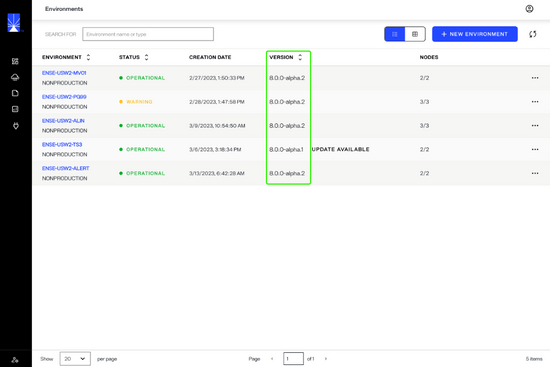 Environments
SEARCH FOR Environment name or type + NEW ENVIRONMENT
ENVIRONMENT STATUS CREATION DATE VERSION NODES
ENSE-USW2-MV01
NONPRODUCTION OPERATIONAL 2/27/2023, 1:50:33 PM 8.0.0-alpha.2 2/2
ENSE-USW2-PG99
NONPRODUCTION WARNING 2/28/2023, 1:47:58 PM 8.0.0-alpha.2 3/3
ENSE-USW2-ALIN
NONPRODUCTION OPERATIONAL 3/9/2023, 10:54:50 AM 8.0.0-alpha.2 3/3
ENSE-USW2-TS3
NONPRODUCTION OPERATIONAL 3/6/2023, 3:18:34 PM 8.0.0-alpha.1 UPDATE AVAILABLE 2/2
ENSE-USW2-ALERT
NONPRODUCTION OPERATIONAL 3/13/2023, 6:42:28 AM 8.0.0-alpha.2 2/2
Show 20 per page Page 1 of 1 5 items